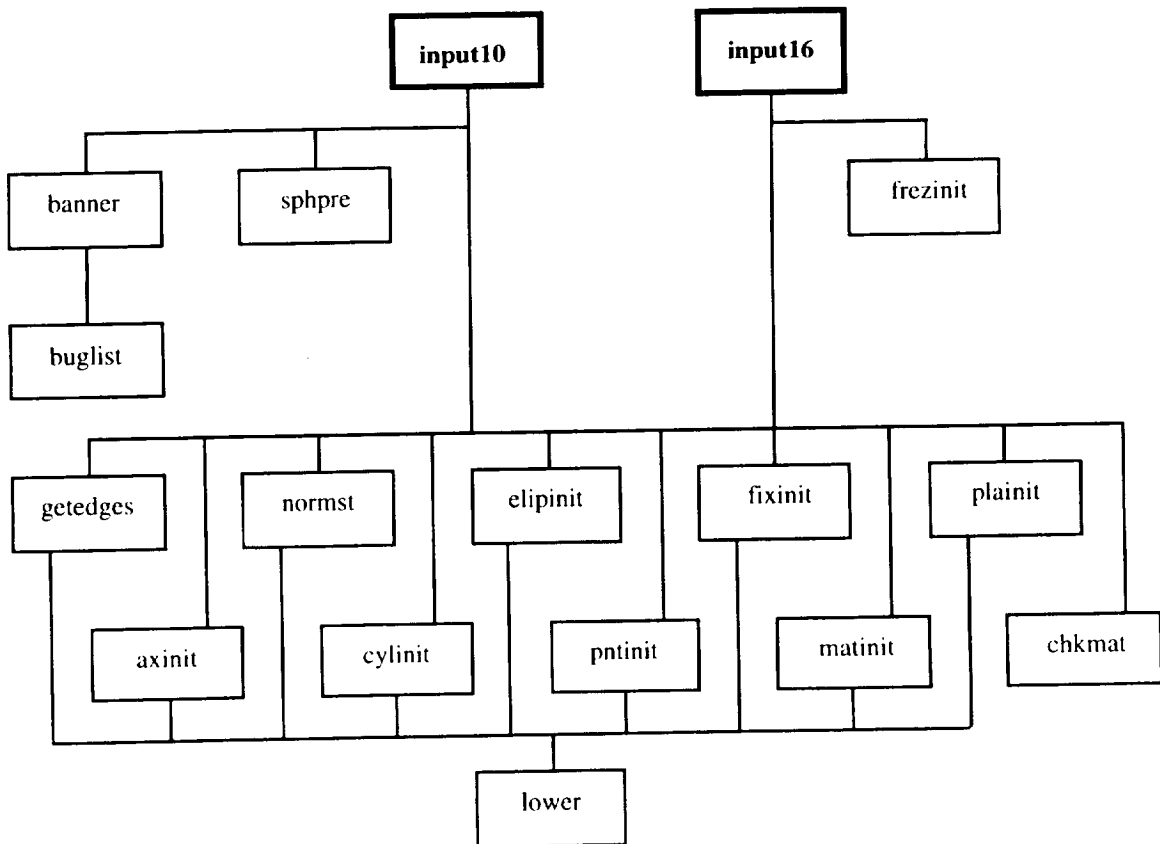 input10
input16
banner
sphpre
frezinit
buglist
getedges
normst
elipinit
fixinit
plainit
axinit
cylinit
pntinit
matinit
chkmat
lower